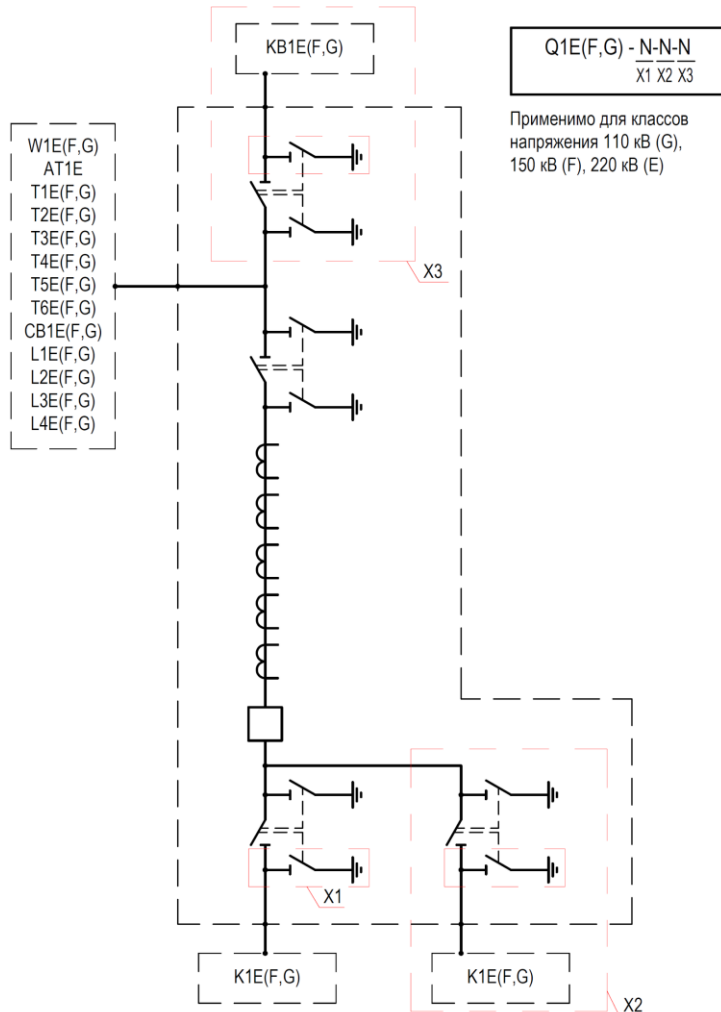 KB1E(F,G)
Q1E(F,G) - N-N-N
X1 X2 X3
Применимо для классов
напряжения 110 кВ (G),
150 кВ (F), 220 кВ (E)
W1E(F,G)
AT1E
T1E(F,G)
T2E(F,G)
T3E(F,G)
T4E(F,G)
T5E(F,G)
T6E(F,G)
CB1E(F,G)
L1E(F,G)
L2E(F,G)
L3E(F,G)
L4E(F,G)
X3
X1
K1E(F,G)
K1E(F,G)
X2